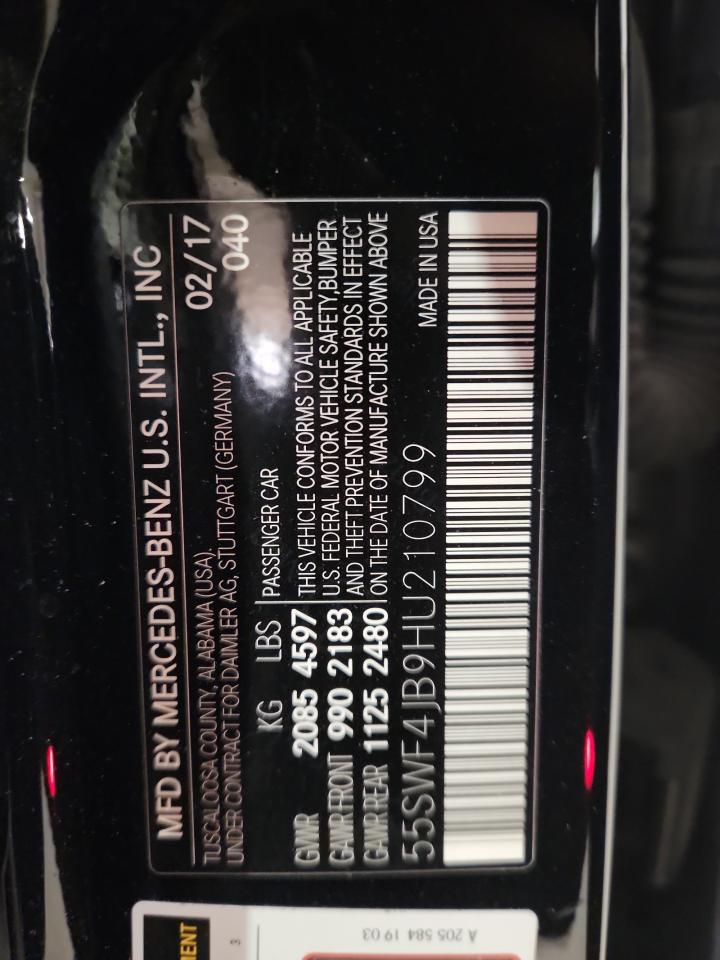 MFD BY MERCEDES-BENZ U.S. INTL., INC
TUSCALOOSA COUNTY, ALABAMA (USA),
UNDER CONTRACT FOR DAIMLER AG, STUTTGART (GERMANY)
02/17
040
KG LBS
GVWR 2085 4597
GAWR FRONT 990 2183
GAWR REAR 1125 2480
PASSENGER CAR
THIS VEHICLE CONFORMS TO ALL APPLICABLE
U.S. FEDERAL MOTOR VEHICLE SAFETY,BUMPER
AND THEFT PREVENTION STANDARDS IN EFFECT
ON THE DATE OF MANUFACTURE SHOWN ABOVE
55SWF4JB9HU210799
MADE IN USA
MENT
3
A 205 584 19 03